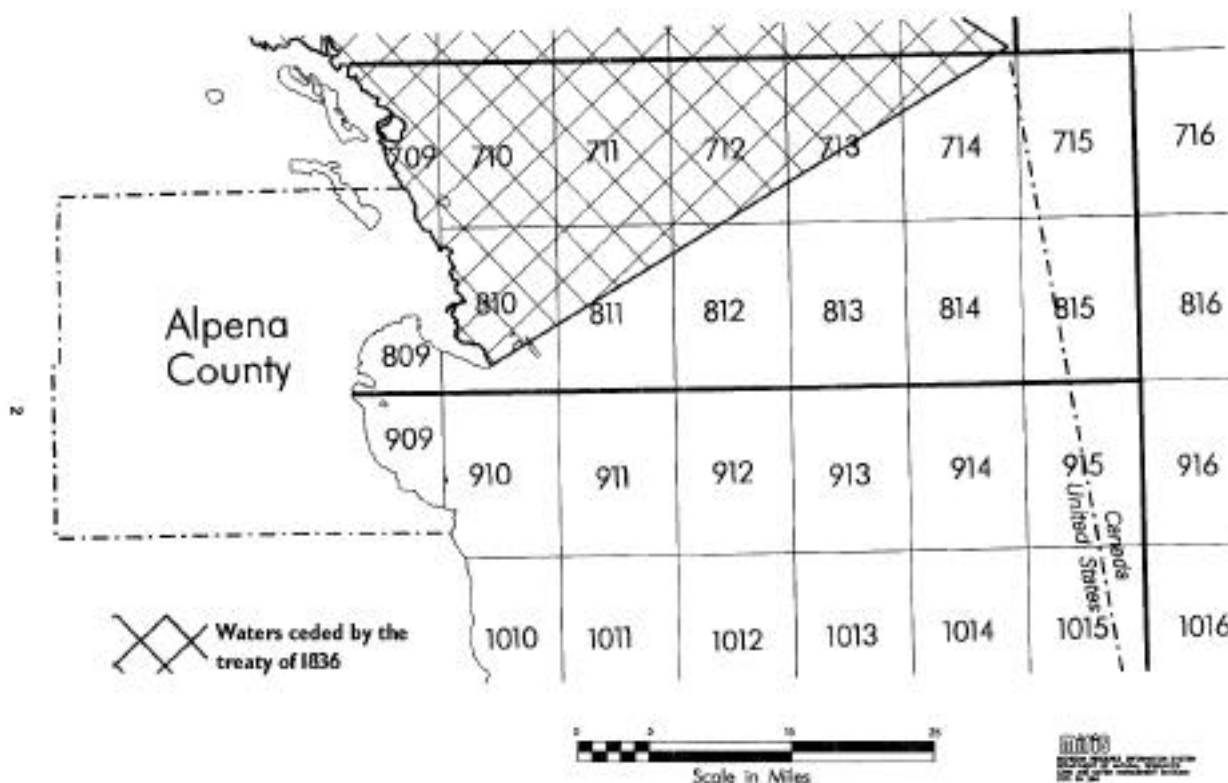 709 710 711 712 713 714 715 716
810 811 812 813 814 815 816
Alpena
County
809
2
909
910 911 912 913 914 915 916
Canada
United States
1010 1011 1012 1013 1014 1015 1016
Waters ceded by the
treaty of 1836
Scale in Miles